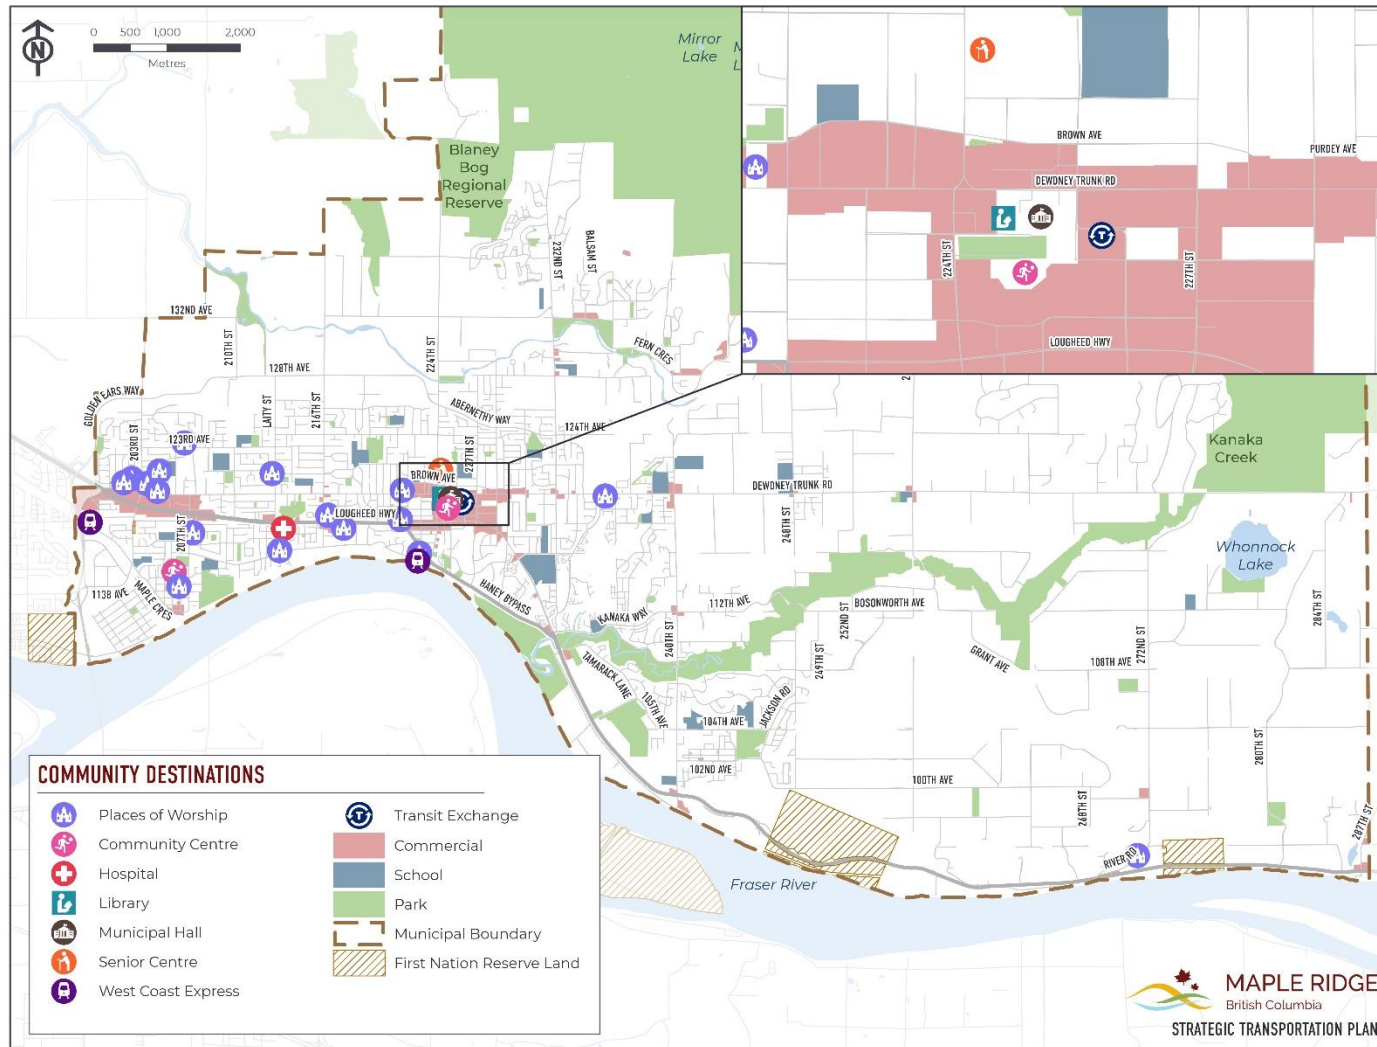 N
0 500 1,000 2,000
Metres
Mirror
Lake
Blaney
Bog
Regional
Reserve
BROWN AVE
PURDEY AVE
DEWDNEY TRUNK RD
224TH ST
227TH ST
LOUGHEED HWY
232ND ST
BALSAM ST
132ND AVE
210TH ST
224TH ST
FERN CRES
128TH AVE
GOLDEN EARS WAY
LAITY ST
216TH ST
ABERNETHY WAY
124TH AVE
203RD ST
123RD AVE
227TH ST
BROWN AVE
DEWDNEY TRUNK RD
Kanaka
Creek
LOUGHEED HWY
207TH ST
248TH ST
Whonnock
Lake
113B AVE
MAPLE CRES
HANEY BYPASS
KANAKA WAY
112TH AVE
BOSONWORTH AVE
240TH ST
252ND ST
249TH ST
GRANT AVE
272ND ST
284TH ST
108TH AVE
TAMARACK LANE
105TH AVE
104TH AVE
JACKSON RD
102ND AVE
100TH AVE
280TH ST
268TH ST
287TH ST
RIVER RD
Fraser River
COMMUNITY DESTINATIONS
Places of Worship
Community Centre
Hospital
Library
Municipal Hall
Senior Centre
West Coast Express
T Transit Exchange
Commercial
School
Park
Municipal Boundary
First Nation Reserve Land
MAPLE RIDGE
British Columbia
STRATEGIC TRANSPORTATION PLAN